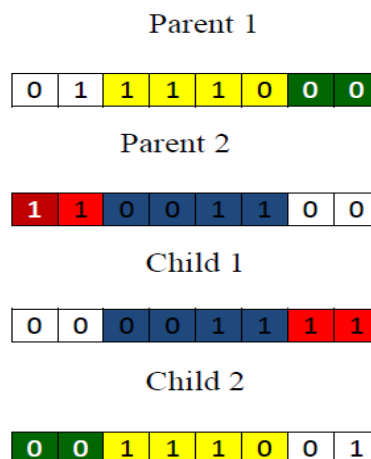 Parent 1
0 1 1 1 1 0 0 0
Parent 2
1 1 0 0 1 1 0 0
Child 1
0 0 0 0 1 1 1 1
Child 2
0 0 1 1 1 0 0 1